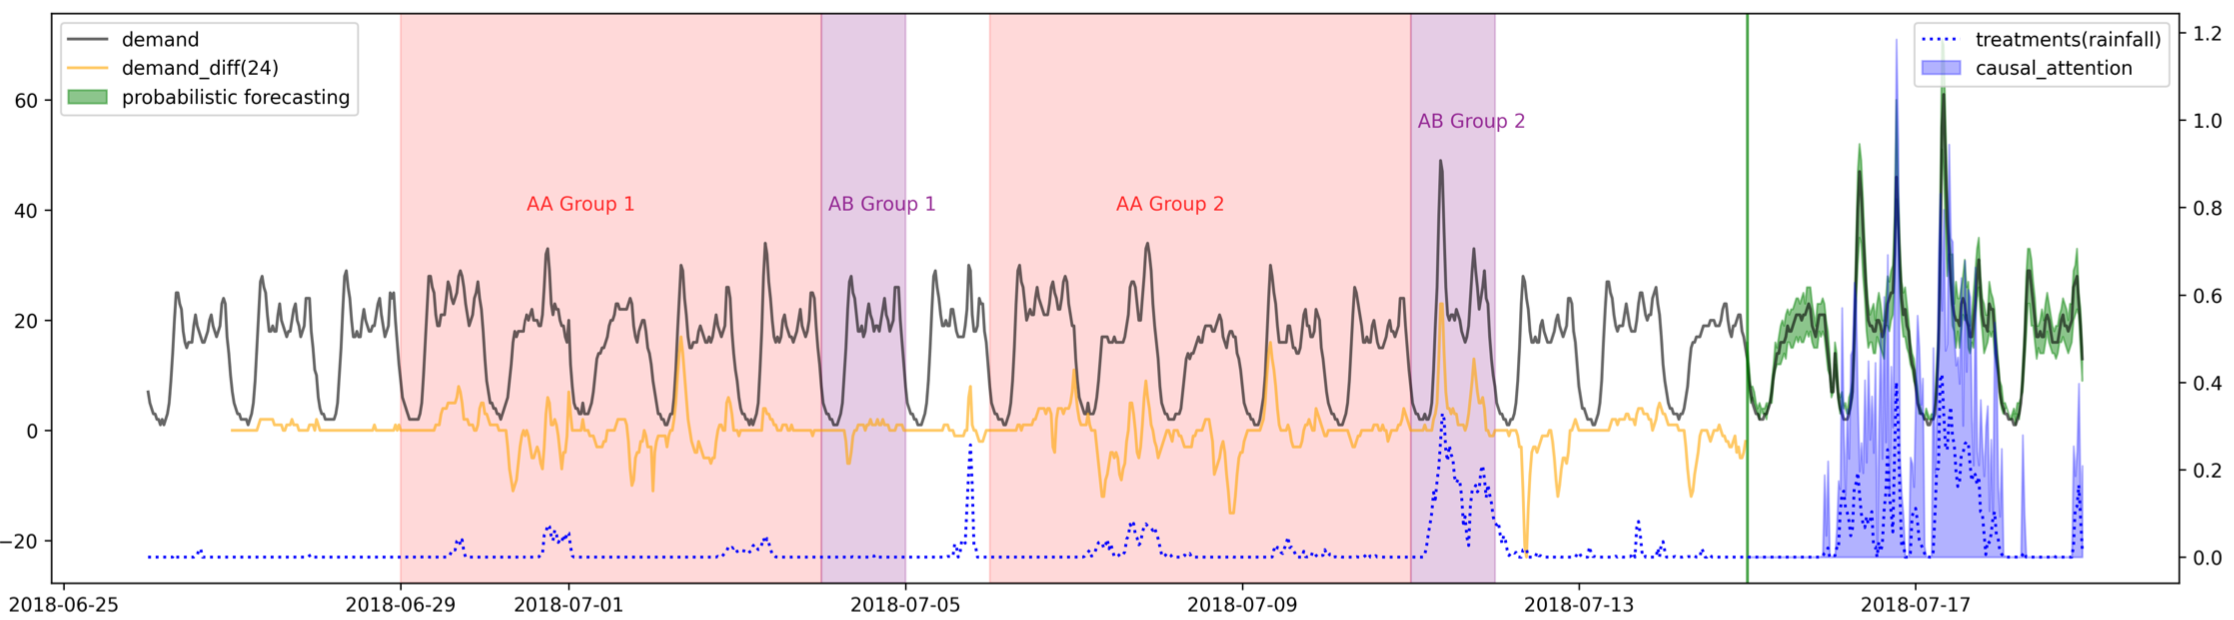 demand
demand_diff(24)
probabilistic forecasting
treatments(rainfall)
causal_attention
AA Group 1
AB Group 1
AA Group 2
AB Group 2
60
40
20
0
−20
1.2
1.0
0.8
0.6
0.4
0.2
0.0
2018-06-25
2018-06-29
2018-07-01
2018-07-05
2018-07-09
2018-07-13
2018-07-17